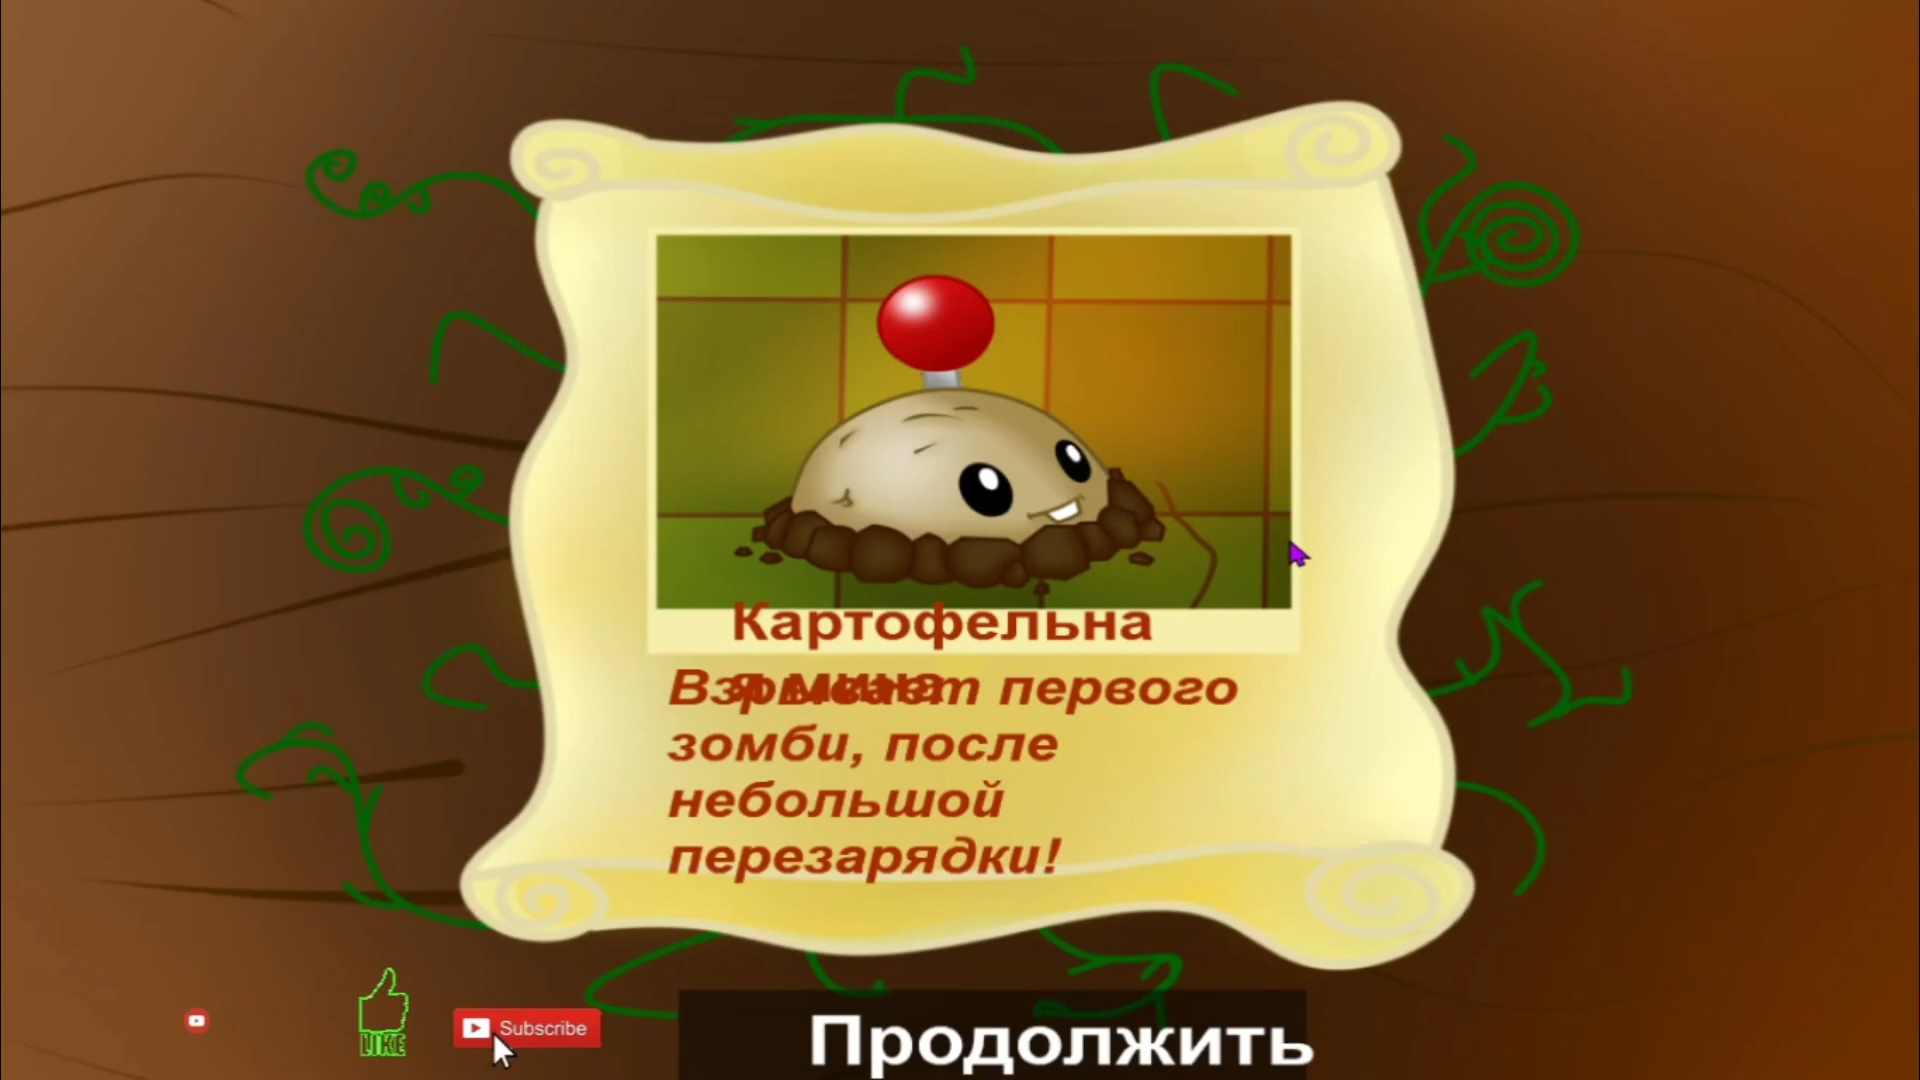 Картофельна
я мина
Взрывает первого
зомби, после
небольшой
перезарядки!
LIKE
Subscribe
Продолжить